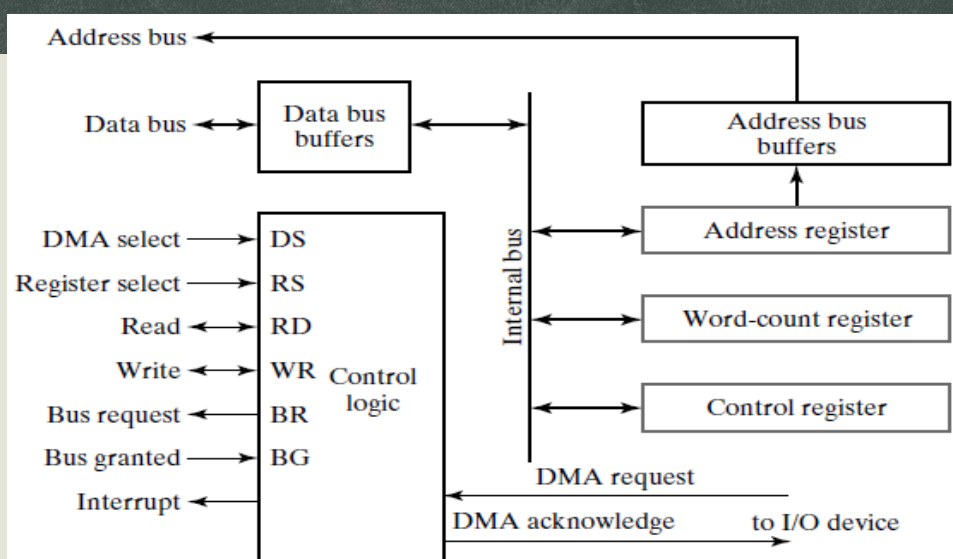 Address bus
Data bus
Data bus
buffers
Address bus
buffers
Internal bus
Address register
Word-count register
Control register
DMA select
DS
Register select
RS
Read
RD
Write
WR
Control
logic
Bus request
BR
Bus granted
BG
Interrupt
DMA request
DMA acknowledge
to I/O device